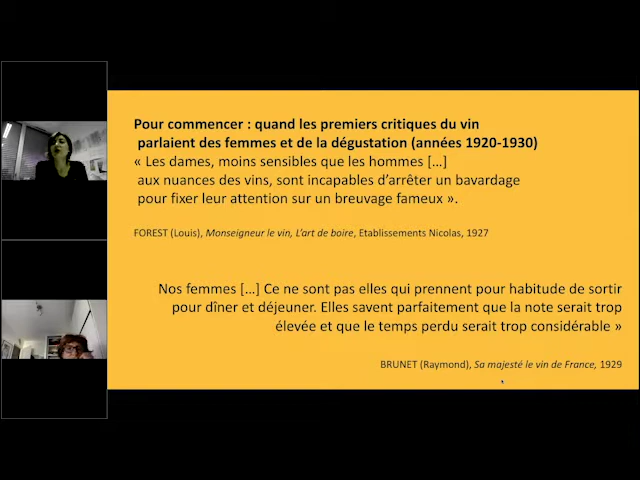 Pour commencer : quand les premiers critiques du vin
parlaient des femmes et de la dégustation (années 1920-1930)
« Les dames, moins sensibles que les hommes […]
aux nuances des vins, sont incapables d’arrêter un bavardage
pour fixer leur attention sur un breuvage fameux ».
FOREST (Louis), Monseigneur le vin, L’art de boire, Etablissements Nicolas, 1927
Nos femmes […] Ce ne sont pas elles qui prennent pour habitude de sortir
pour dîner et déjeuner. Elles savent parfaitement que la note serait trop
élevée et que le temps perdu serait trop considérable »
BRUNET (Raymond), Sa majesté le vin de France, 1929